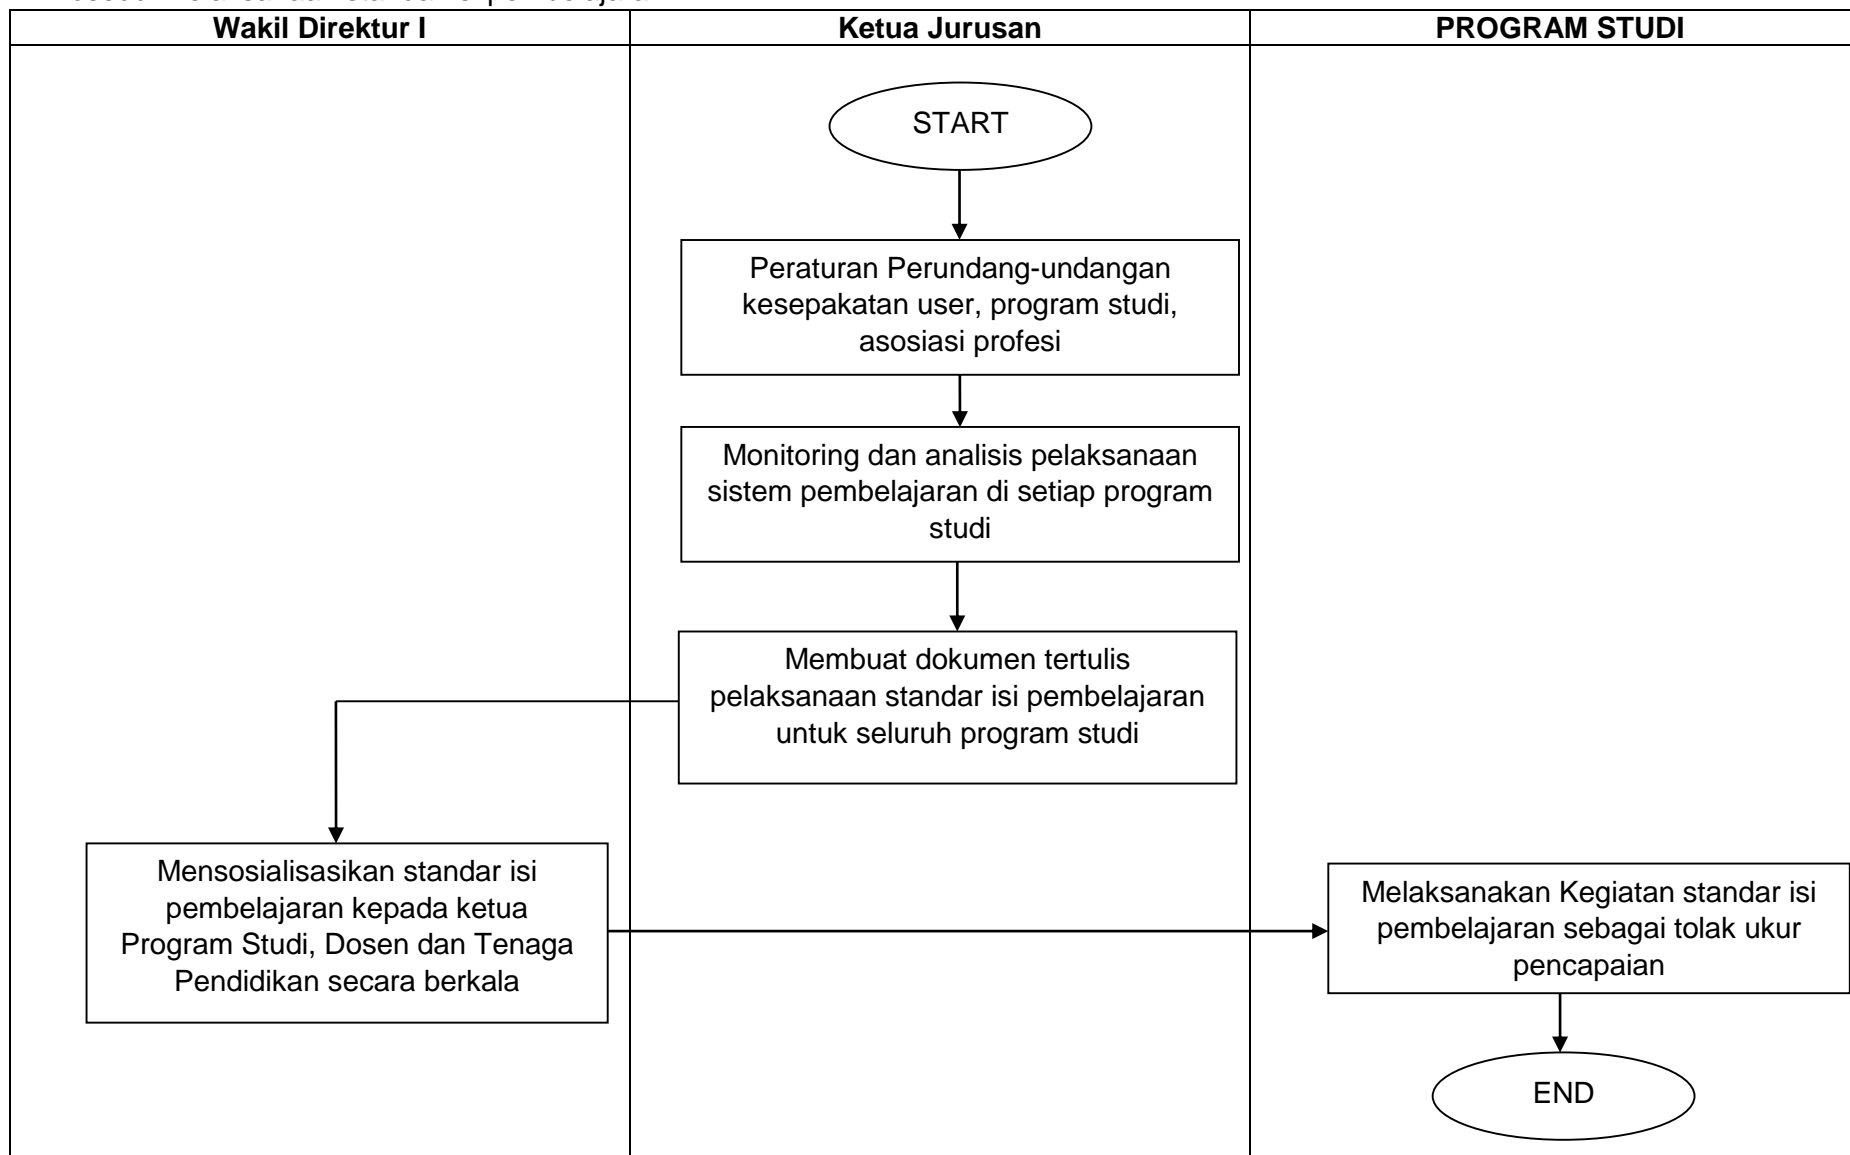 Wakil Direktur I
Ketua Jurusan
PROGRAM STUDI
START
Peraturan Perundang-undangan
kesepakatan user, program studi,
asosiasi profesi
Monitoring dan analisis pelaksanaan
sistem pembelajaran di setiap program
studi
Membuat dokumen tertulis
pelaksanaan standar isi pembelajaran
untuk seluruh program studi
Mensosialisasikan standar isi
pembelajaran kepada ketua
Program Studi, Dosen dan Tenaga
Pendidikan secara berkala
Melaksanakan Kegiatan standar isi
pembelajaran sebagai tolak ukur
pencapaian
END